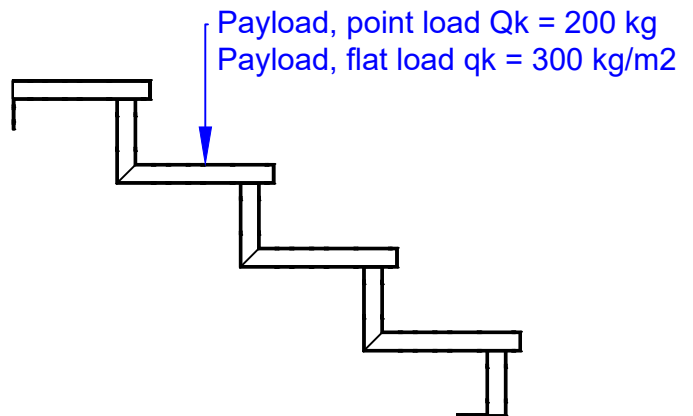 Payload, point load Qk = 200 kg
Payload, flat load qk = 300 kg/m2